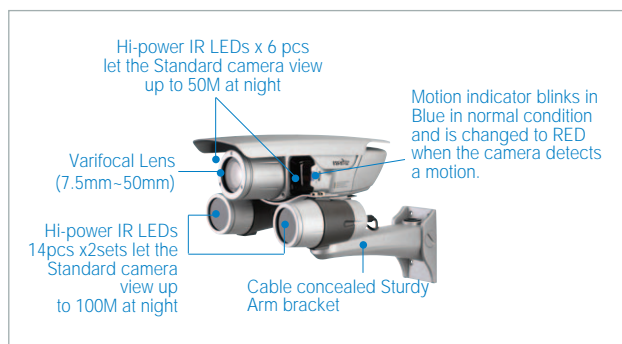 Hi-power IR LEDs x 6 pcs
let the Standard camera view
up to 50M at night
Motion indicator blinks in
Blue in normal condition
and is changed to RED
when the camera detects
a motion.
Varifocal Lens
(7.5mm~50mm)
Hi-power IR LEDs
14pcs x2sets let the
Standard camera
view up
to 100M at night
Cable concealed Sturdy
Arm bracket